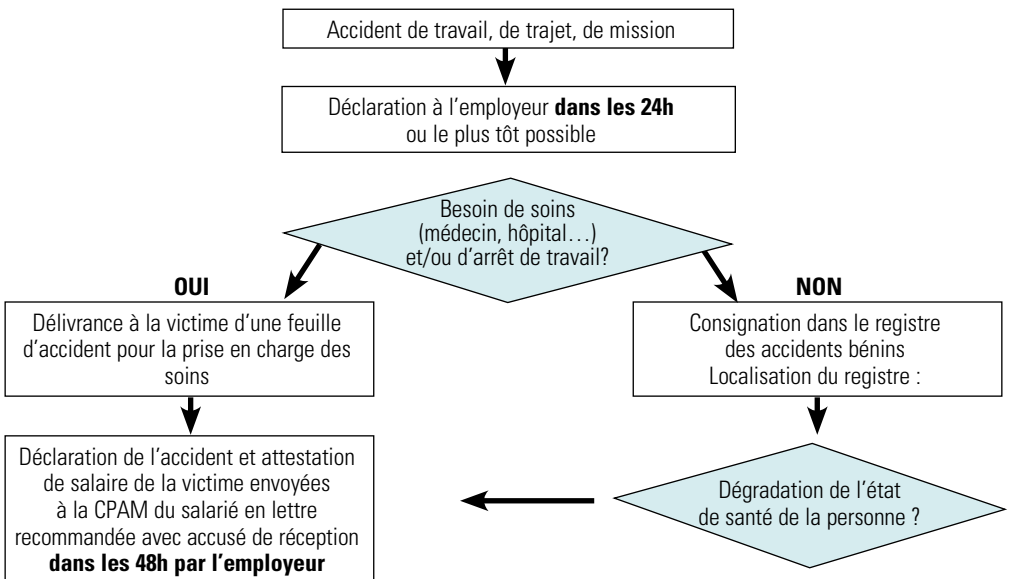 Accident de travail, de trajet, de mission
Déclaration à l'employeur dans les 24h
ou le plus tôt possible
Besoin de soins
(médecin, hôpital…)
et/ou d'arrêt de travail?
OUI
Délivrance à la victime d'une feuille
d'accident pour la prise en charge des
soins
Déclaration de l'accident et attestation
de salaire de la victime envoyées
à la CPAM du salarié en lettre
recommandée avec accusé de réception
dans les 48h par l'employeur
NON
Consignation dans le registre
des accidents bénins
Localisation du registre :
Dégradation de l'état
de santé de la personne ?